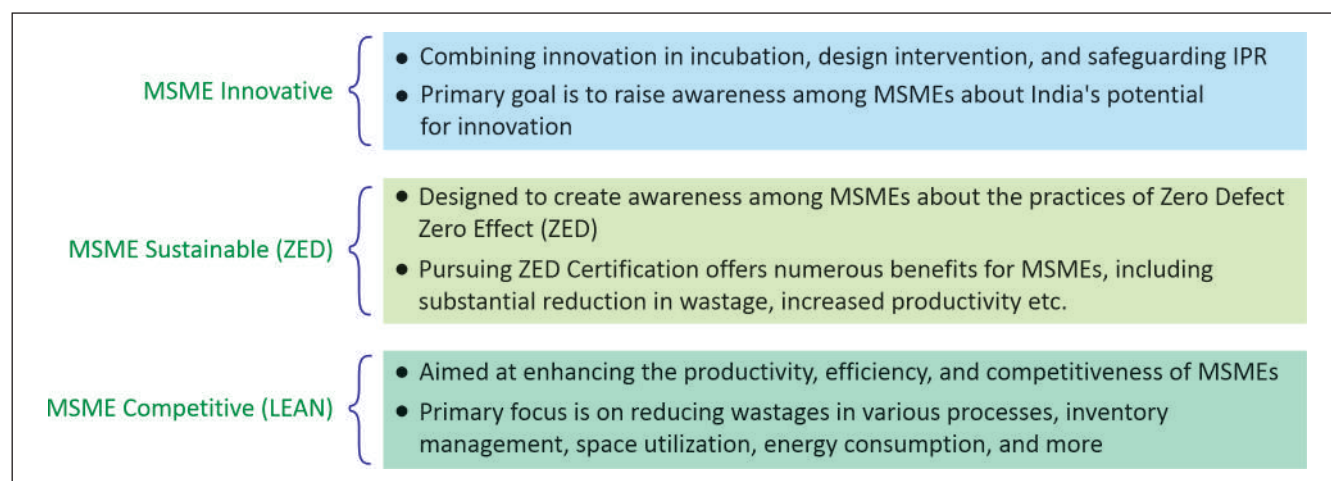 MSME Innovative
● Combining innovation in incubation, design intervention, and safeguarding IPR
● Primary goal is to raise awareness among MSMEs about India's potential
for innovation
MSME Sustainable (ZED)
● Designed to create awareness among MSMEs about the practices of Zero Defect
Zero Effect (ZED)
● Pursuing ZED Certification offers numerous benefits for MSMEs, including
substantial reduction in wastage, increased productivity etc.
MSME Competitive (LEAN)
● Aimed at enhancing the productivity, efficiency, and competitiveness of MSMEs
● Primary focus is on reducing wastages in various processes, inventory
management, space utilization, energy consumption, and more